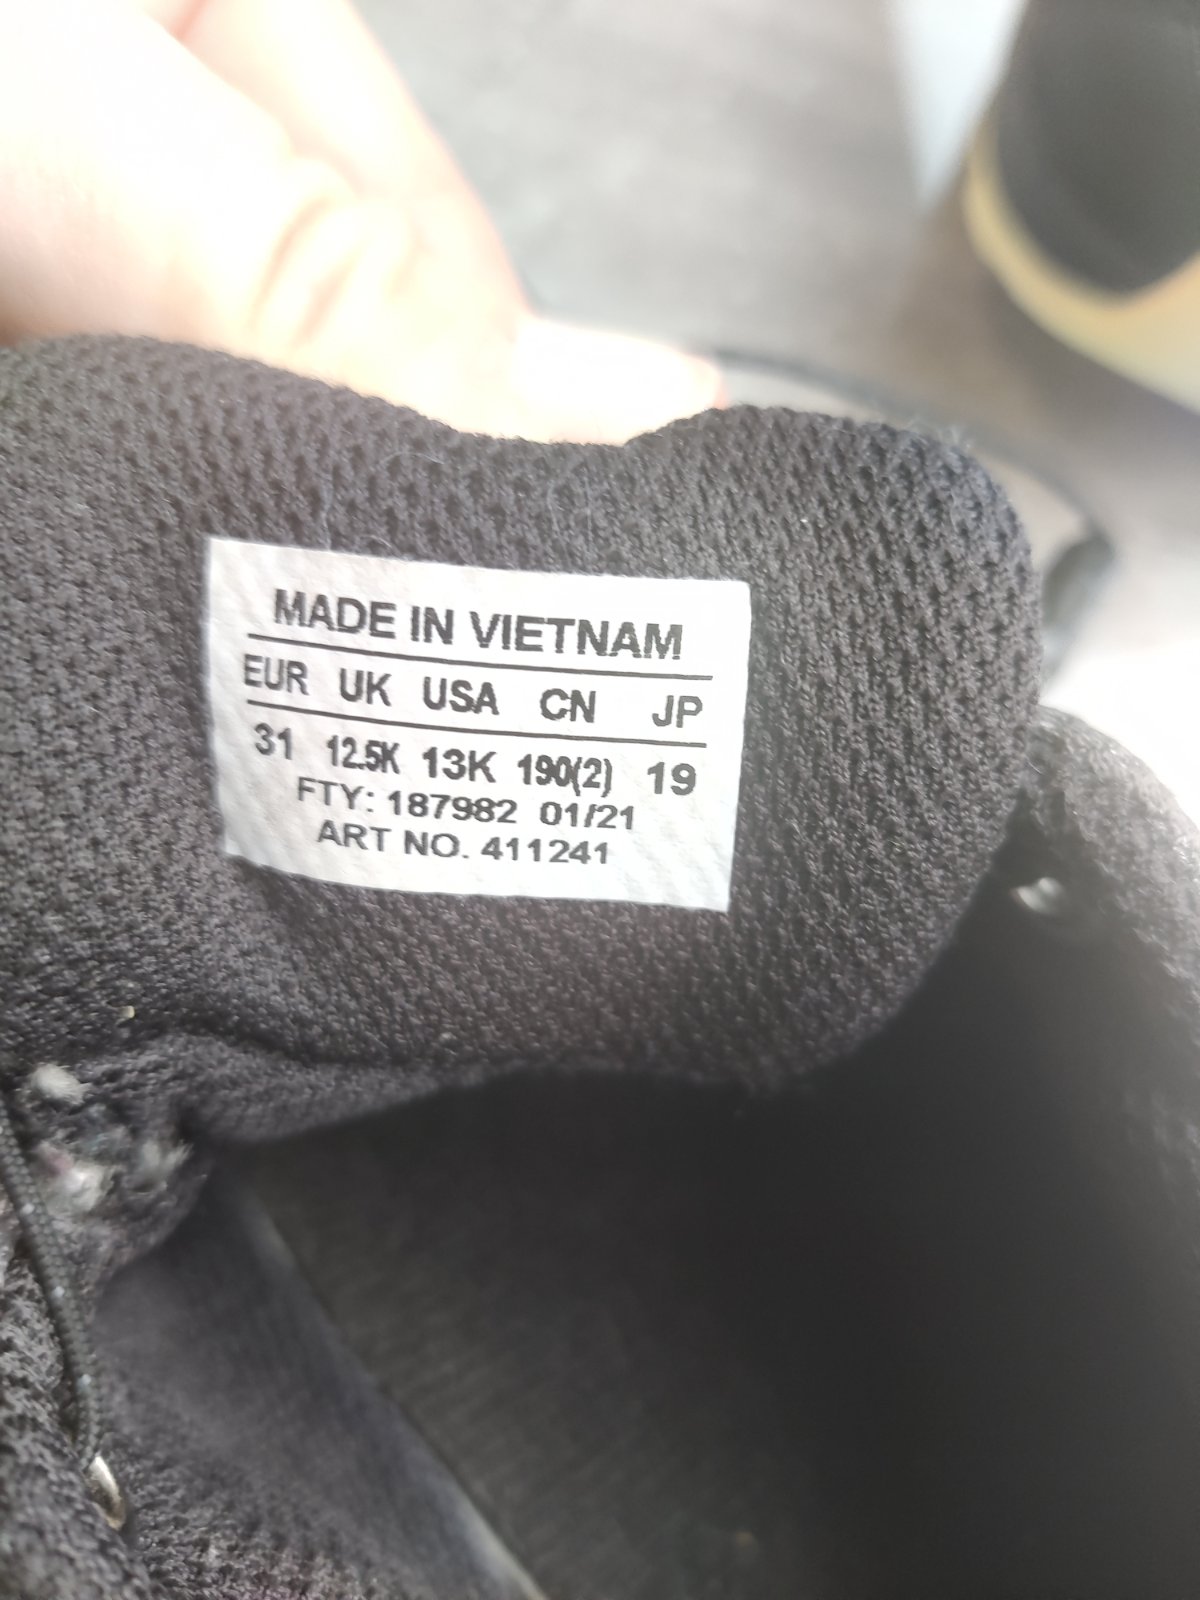 MADE IN VIETNAM
EUR UK USA CN JP
31 12.5K 13K 190(2) 19
FTY: 187982 01/21
ART NO. 411241